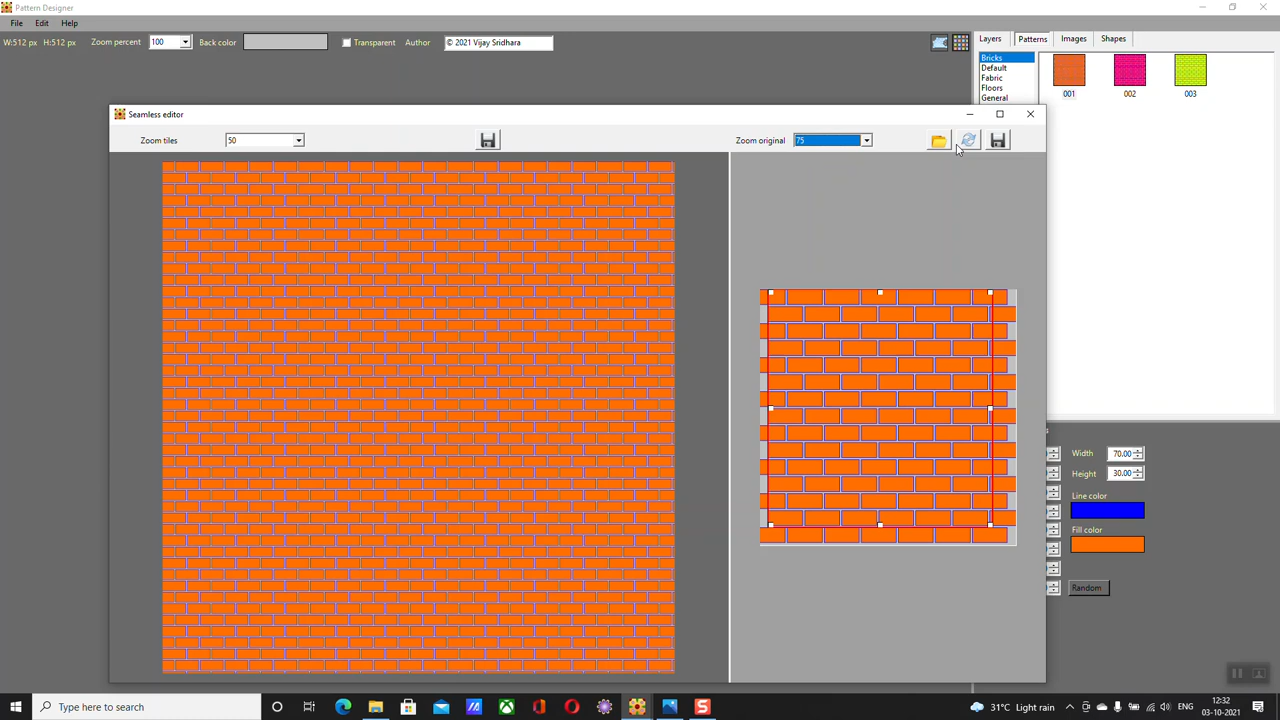 Pattern Designer
File Edit Help
W:512 px H:512 px Zoom percent 100 Back color Transparent Author © 2021 Vijay Sridhara
Layers Patterns Images Shapes
Bricks
Default
Fabric
Floors
General
001 002 003
Seamless editor
Zoom tiles 50 Zoom original 75
Width 70.00
Height 30.00
Line color
Fill color
Random
Type here to search
31°C Light rain ENG 12:32
03-10-2021